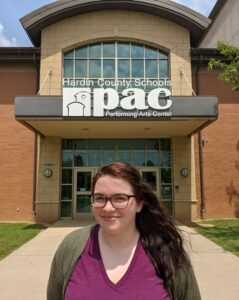 Hardin County Schools
pac
Performing Arts Center